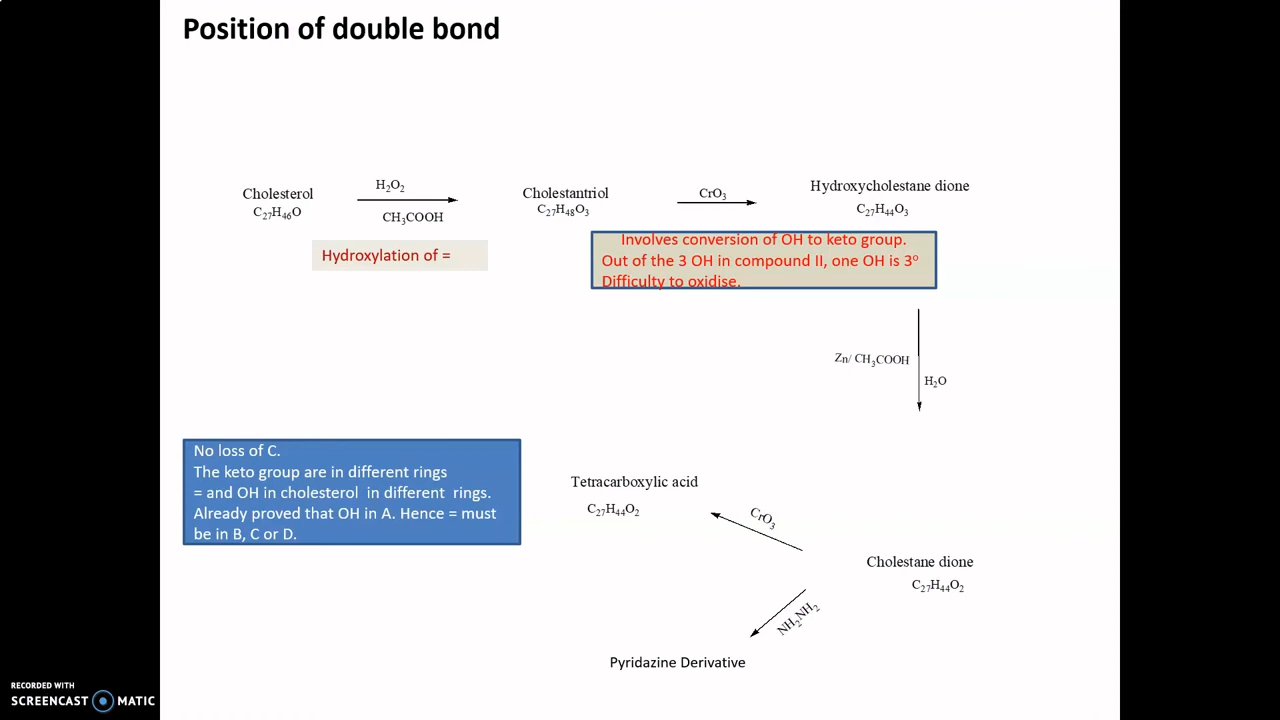 Position of double bond
Cholesterol
C₂₇H₄₆O
H₂O₂
CH₃COOH
Cholestantriol
C₂₇H₄₈O₃
CrO₃
Hydroxycholestane dione
C₂₇H₄₄O₃
Hydroxylation of =
Involves conversion of OH to keto group.
Out of the 3 OH in compound II, one OH is 3º
Difficulty to oxidise.
Zn/ CH₃COOH
H₂O
No loss of C.
The keto group are in different rings
= and OH in cholesterol in different rings.
Already proved that OH in A. Hence = must
be in B, C or D.
Tetracarboxylic acid
C₂₇H₄₄O₂
CrO₃
Cholestane dione
C₂₇H₄₄O₂
NH₂NH₂
Pyridazine Derivative
RECORDED WITH
SCREENCAST MATIC